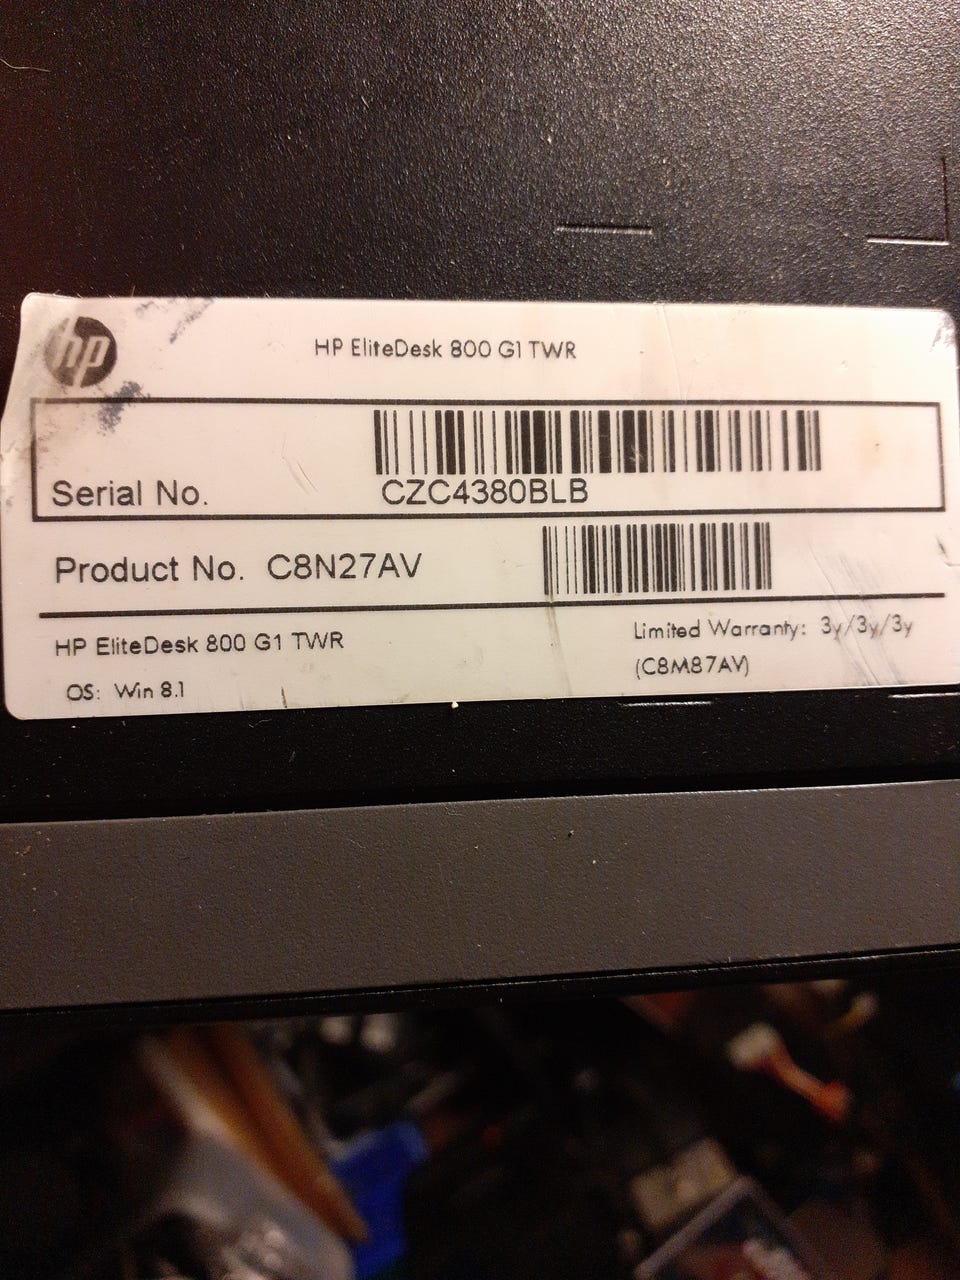 hp
HP EliteDesk 800 G1 TWR
Serial No. CZC4380BLB
Product No. C8N27AV
HP EliteDesk 800 G1 TWR
Limited Warranty: 3y/3y/3y
(C8M87AV)
OS: Win 8.1